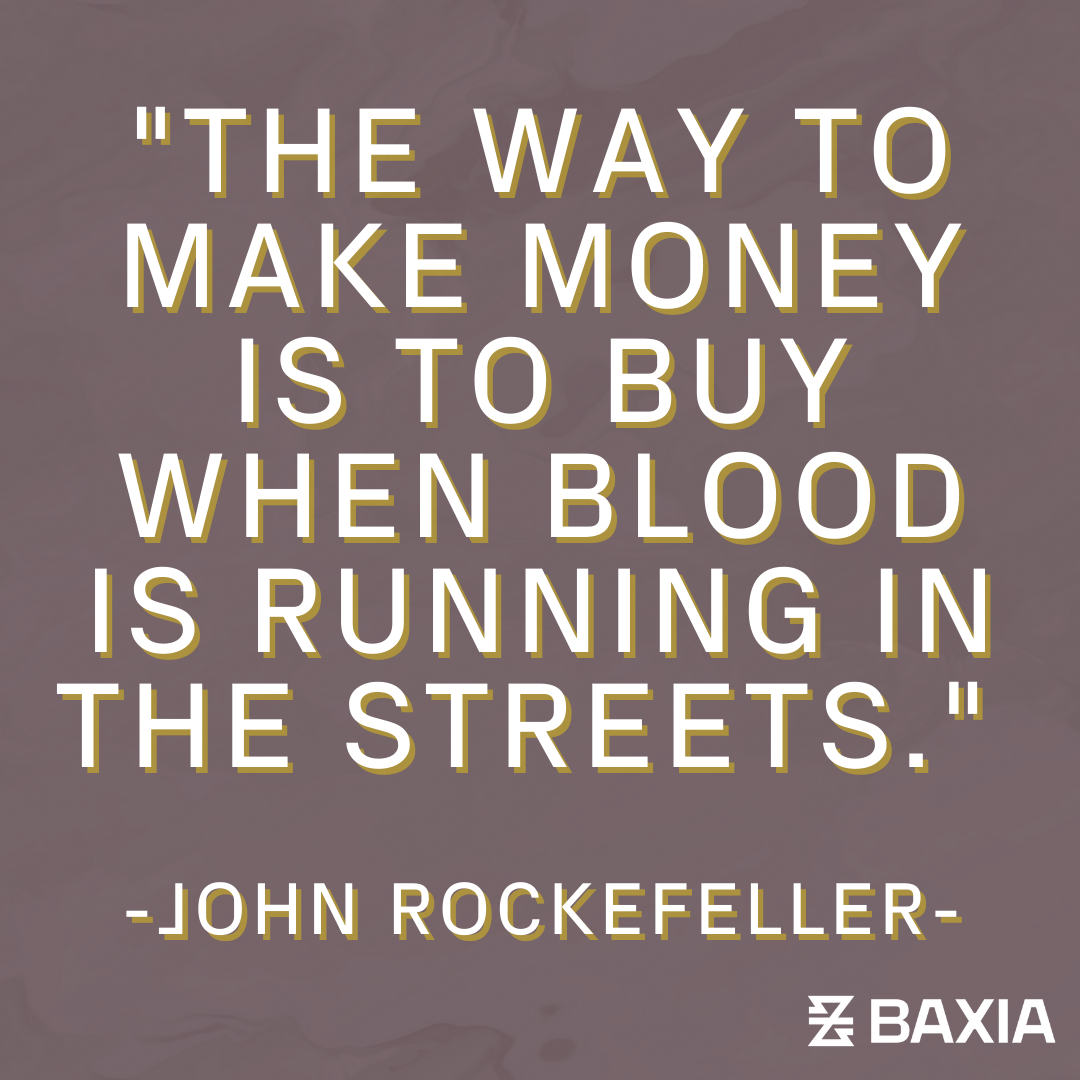 "THE WAY TO
MAKE MONEY
IS TO BUY
WHEN BLOOD
IS RUNNING IN
THE STREETS."
-JOHN ROCKEFELLER-
BAXIA